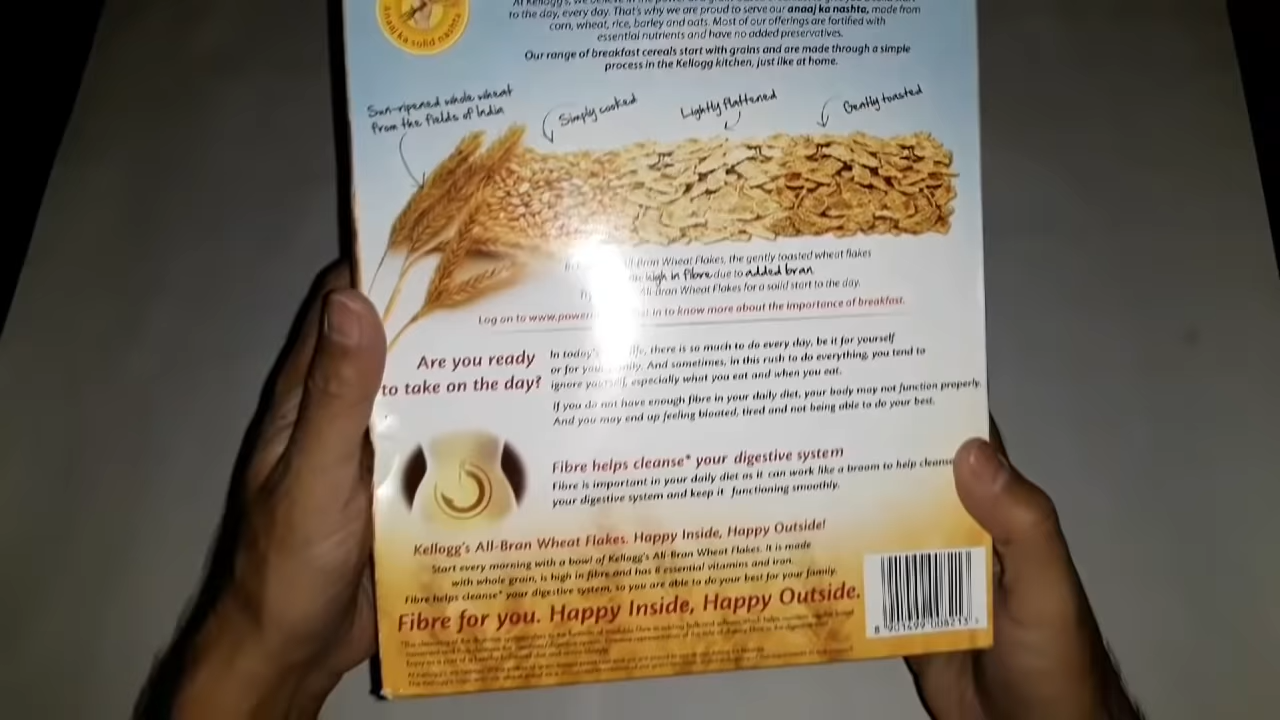 anaj ka solid nashta
to the day, every day. That's why we are proud to serve our anaaj ka nashta, made from
corn, wheat, rice, barley and oats. Most of our offerings are fortified with
essential nutrients and have no added preservatives.
Our range of breakfast cereals start with grains and are made through a simple
process in the Kellogg kitchen, just like at home.
Sun-ripened whole wheat
from the fields of India
Simply cooked
Lightly flattened
Gently toasted
Bran Wheat Flakes, the gently toasted wheat flakes
high in fibre due to added bran
All-Bran Wheat Flakes for a solid start to the day.
Log on to www.power in to know more about the importance of breakfast.
Are you ready
to take on the day?
In today's life, there is so much to do every day, be it for yourself
or for your family. And sometimes, in this rush to do everything, you tend to
ignore yourself, especially what you eat and when you eat.
If you do not have enough fibre in your daily diet, your body may not function properly.
And you may end up feeling bloated, tired and not being able to do your best.
Fibre helps cleanse* your digestive system
Fibre is important in your daily diet as it can work like a broom to help cleanse
your digestive system and keep it functioning smoothly.
Kellogg's All-Bran Wheat Flakes. Happy Inside, Happy Outside!
Start every morning with a bowl of Kellogg's All-Bran Wheat Flakes. It is made
with whole grain, is high in fibre and has 8 essential vitamins and iron.
Fibre helps cleanse* your digestive system, so you are able to do your best for your family.
Fibre for you. Happy Inside, Happy Outside.
8 901499 008213